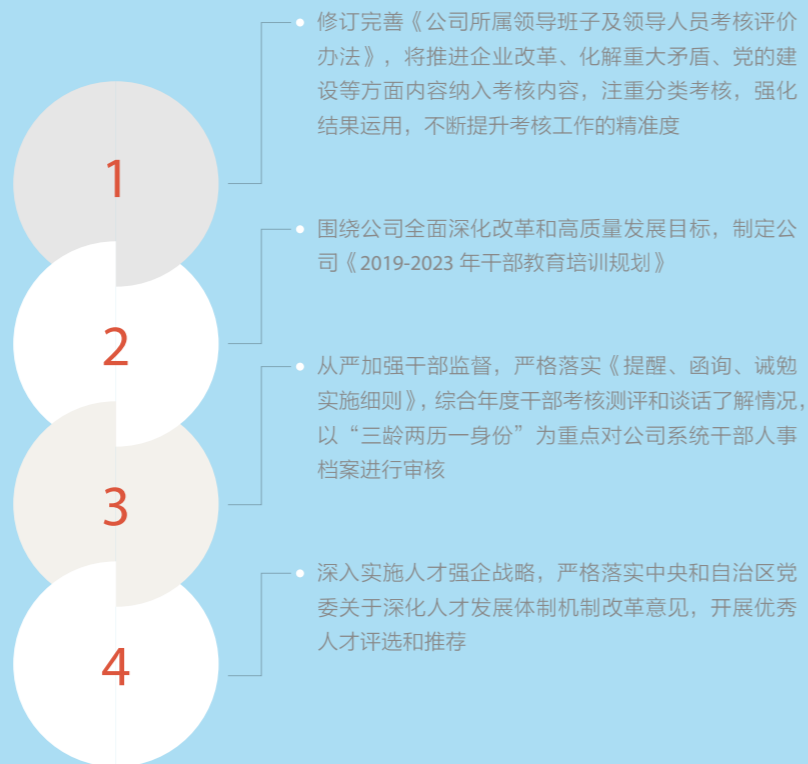 1
修订完善《公司所属领导班子及领导人员考核评价
办法》，将推进企业改革、化解重大矛盾、党的建
设等方面内容纳入考核内容，注重分类考核，强化
结果运用，不断提升考核工作的精准度
2
围绕公司全面深化改革和高质量发展目标，制定公
司《2019-2023 年干部教育培训规划》
3
从严加强干部监督，严格落实《提醒、函询、诫勉
实施细则》，综合年度干部考核测评和谈话了解情况，
以“三龄两历一身份”为重点对公司系统干部人事
档案进行审核
4
深入实施人才强企战略，严格落实中央和自治区党
委关于深化人才发展体制机制改革意见，开展优秀
人才评选和推荐